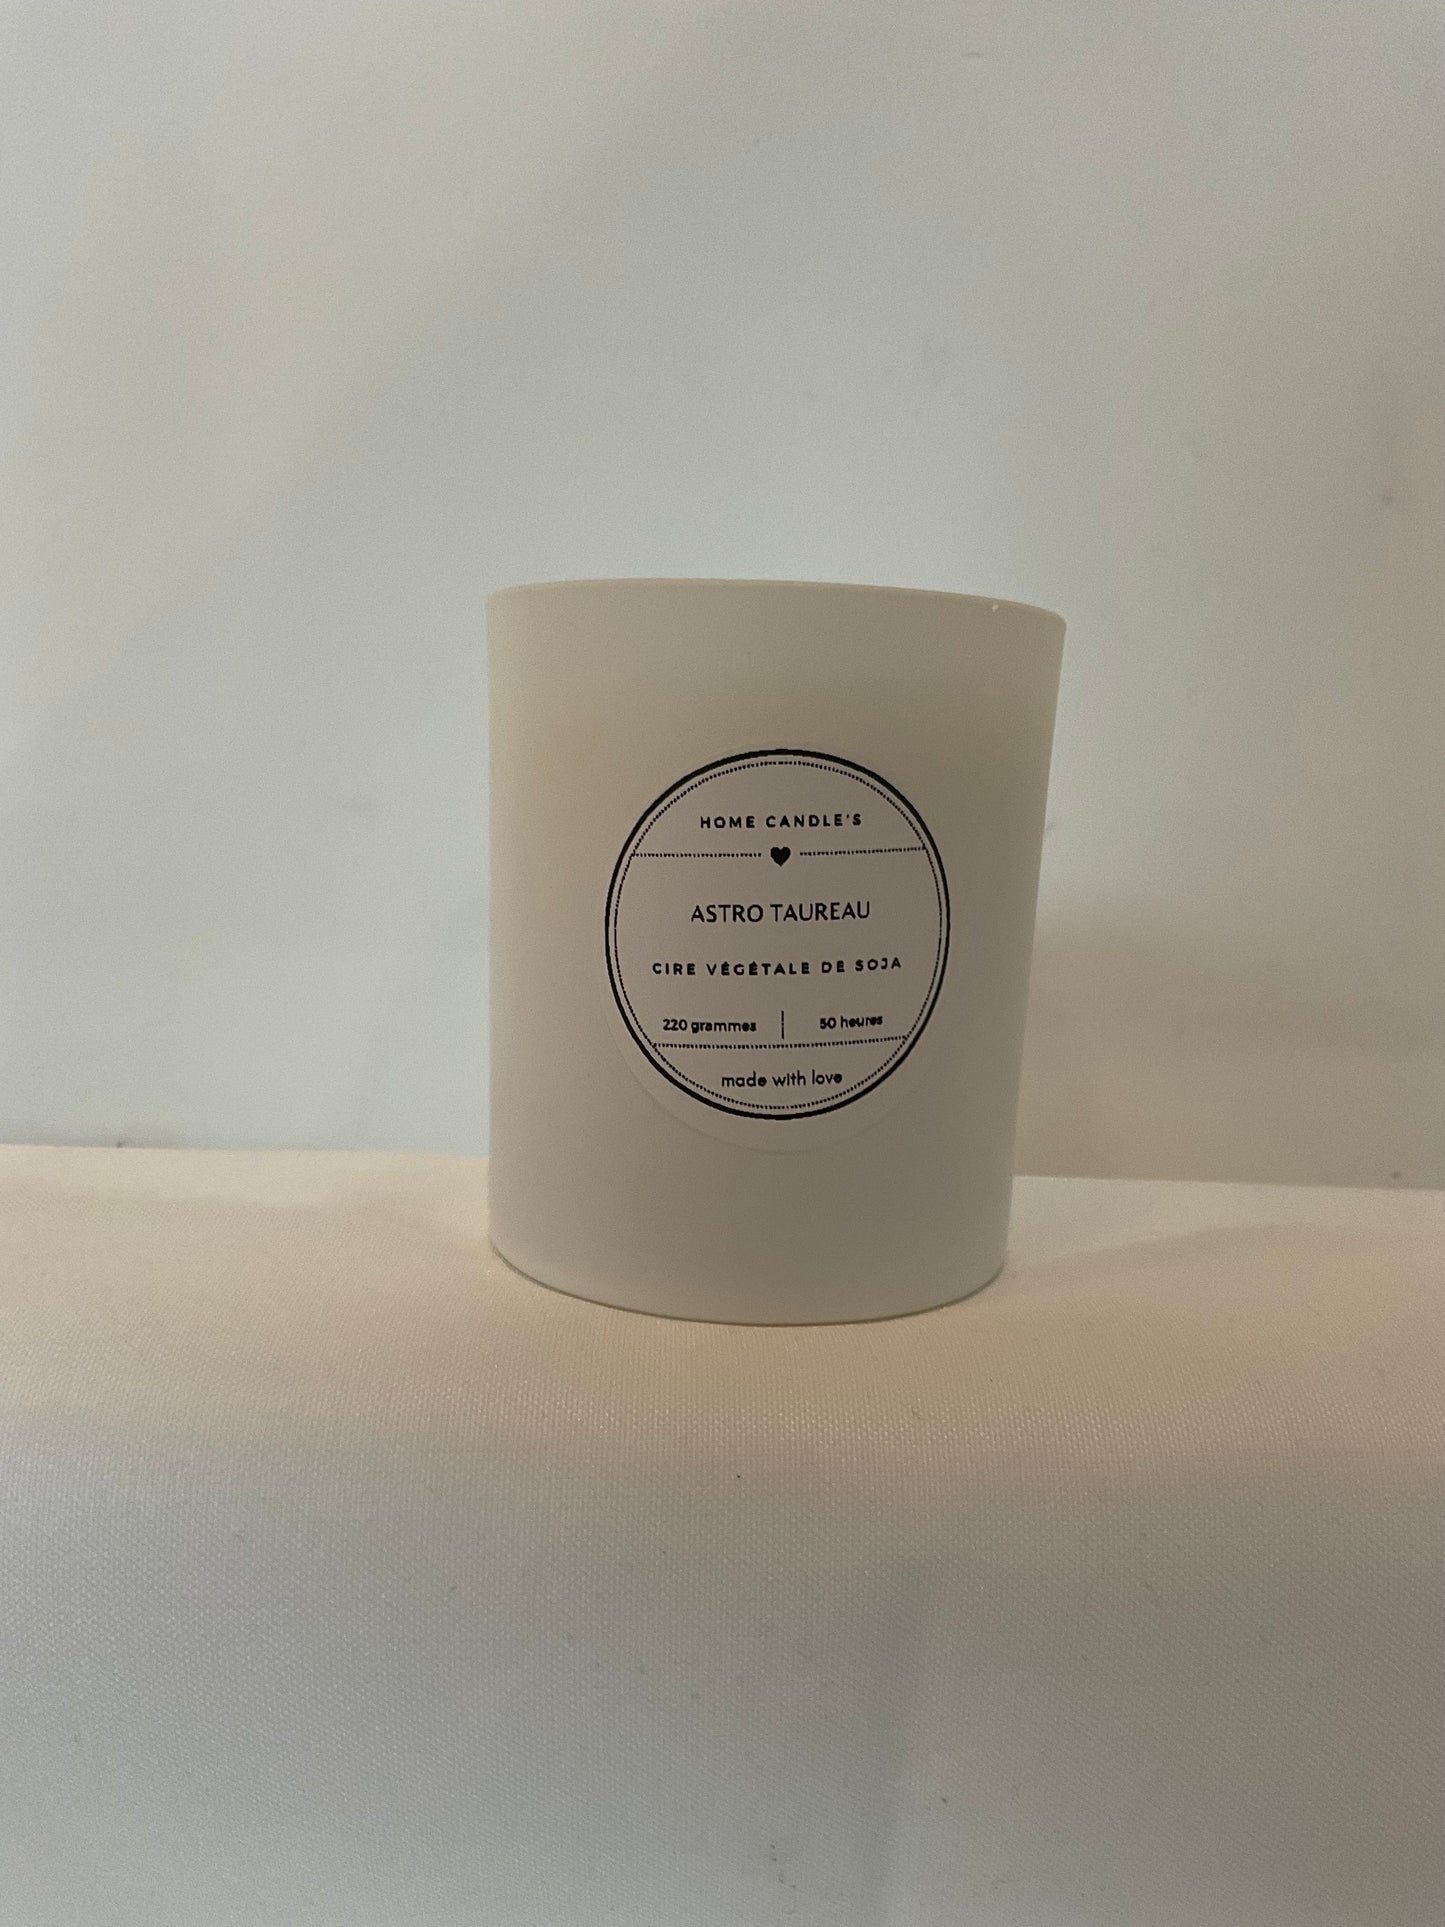 HOME CANDLE'S
ASTRO TAUREAU
CIRE VÉGÉTALE DE SOJA
220 grammes | 50 heures
made with love